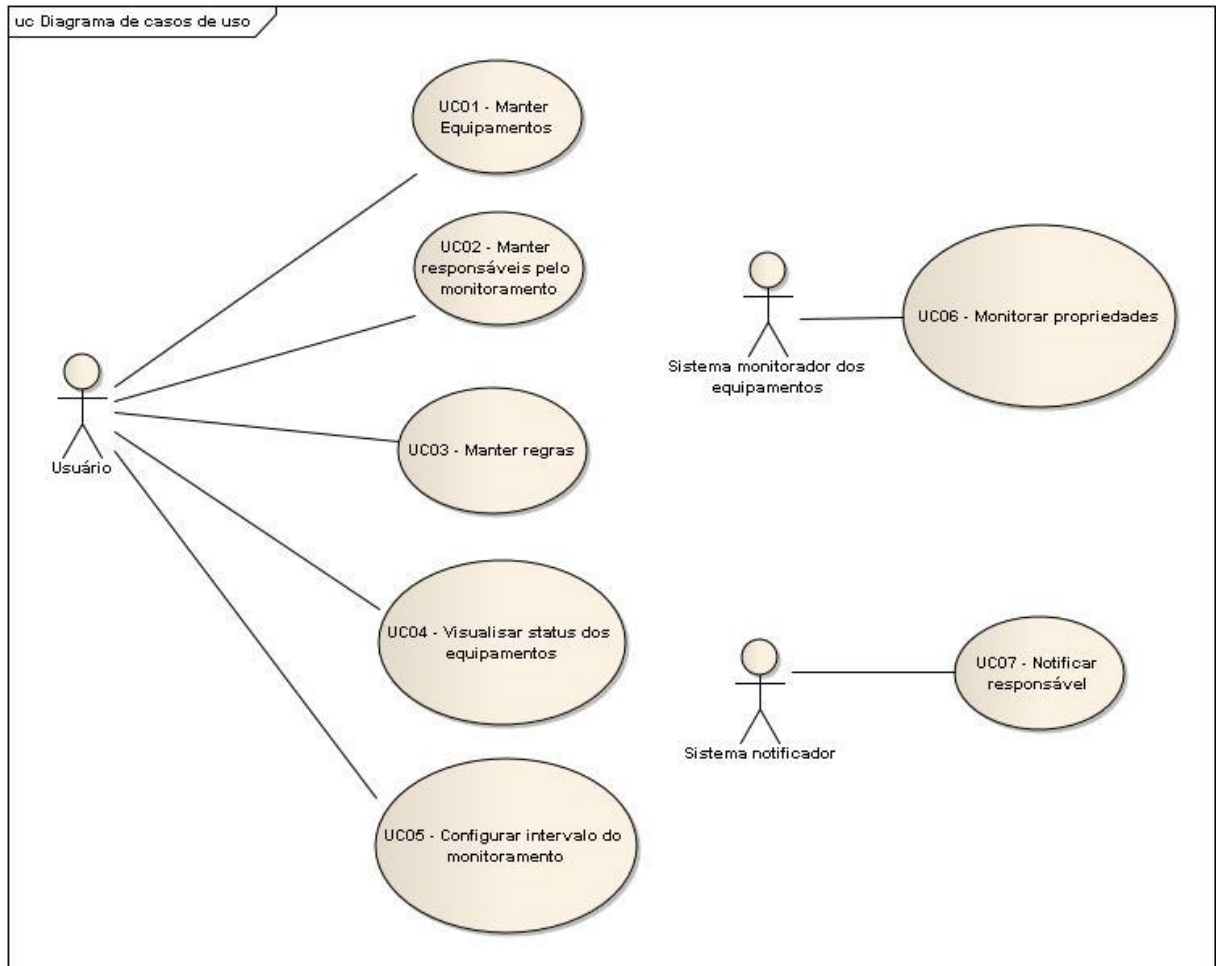 uc Diagrama de casos de uso
UC01 - Manter
Equipamentos
UC02 - Manter
responsáveis pelo
monitoramento
UC03 - Manter regras
UC04 - Visualisar status dos
equipamentos
UC05 - Configurar intervalo do
monitoramento
Usuário
Sistema monitorador dos
equipamentos
UC06 - Monitorar propriedades
Sistema notificador
UC07 - Notificar
responsável